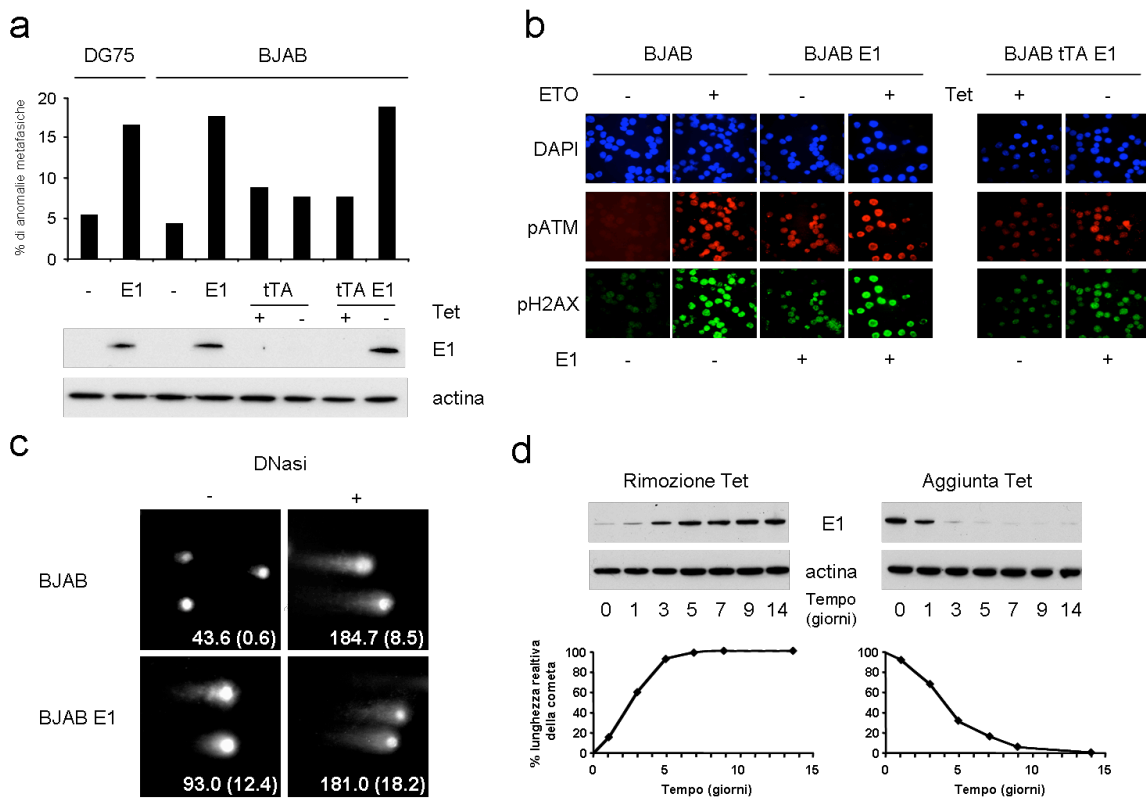 a
DG75 BJAB
20
15
10
5
0
% di anomalie metafasiche
- E1 - E1 tTA tTA E1
Tet + - + -
E1
actina
b
BJAB BJAB E1 BJAB tTA E1
ETO - + - + Tet + -
DAPI
pATM
pH2AX
E1 - - + + - +
c
DNasi
- +
BJAB
43.6 (0.6) 184.7 (8.5)
BJAB E1
93.0 (12.4) 181.0 (18.2)
d
Rimozione Tet Aggiunta Tet
E1
actina
0 1 3 5 7 9 14 Tempo (giorni) 0 1 3 5 7 9 14
% lunghezza realtiva
della cometa
100
80
60
40
20
0
0 5 10 15
Tempo (giorni)
100
80
60
40
20
0
0 5 10 15
Tempo (giorni)